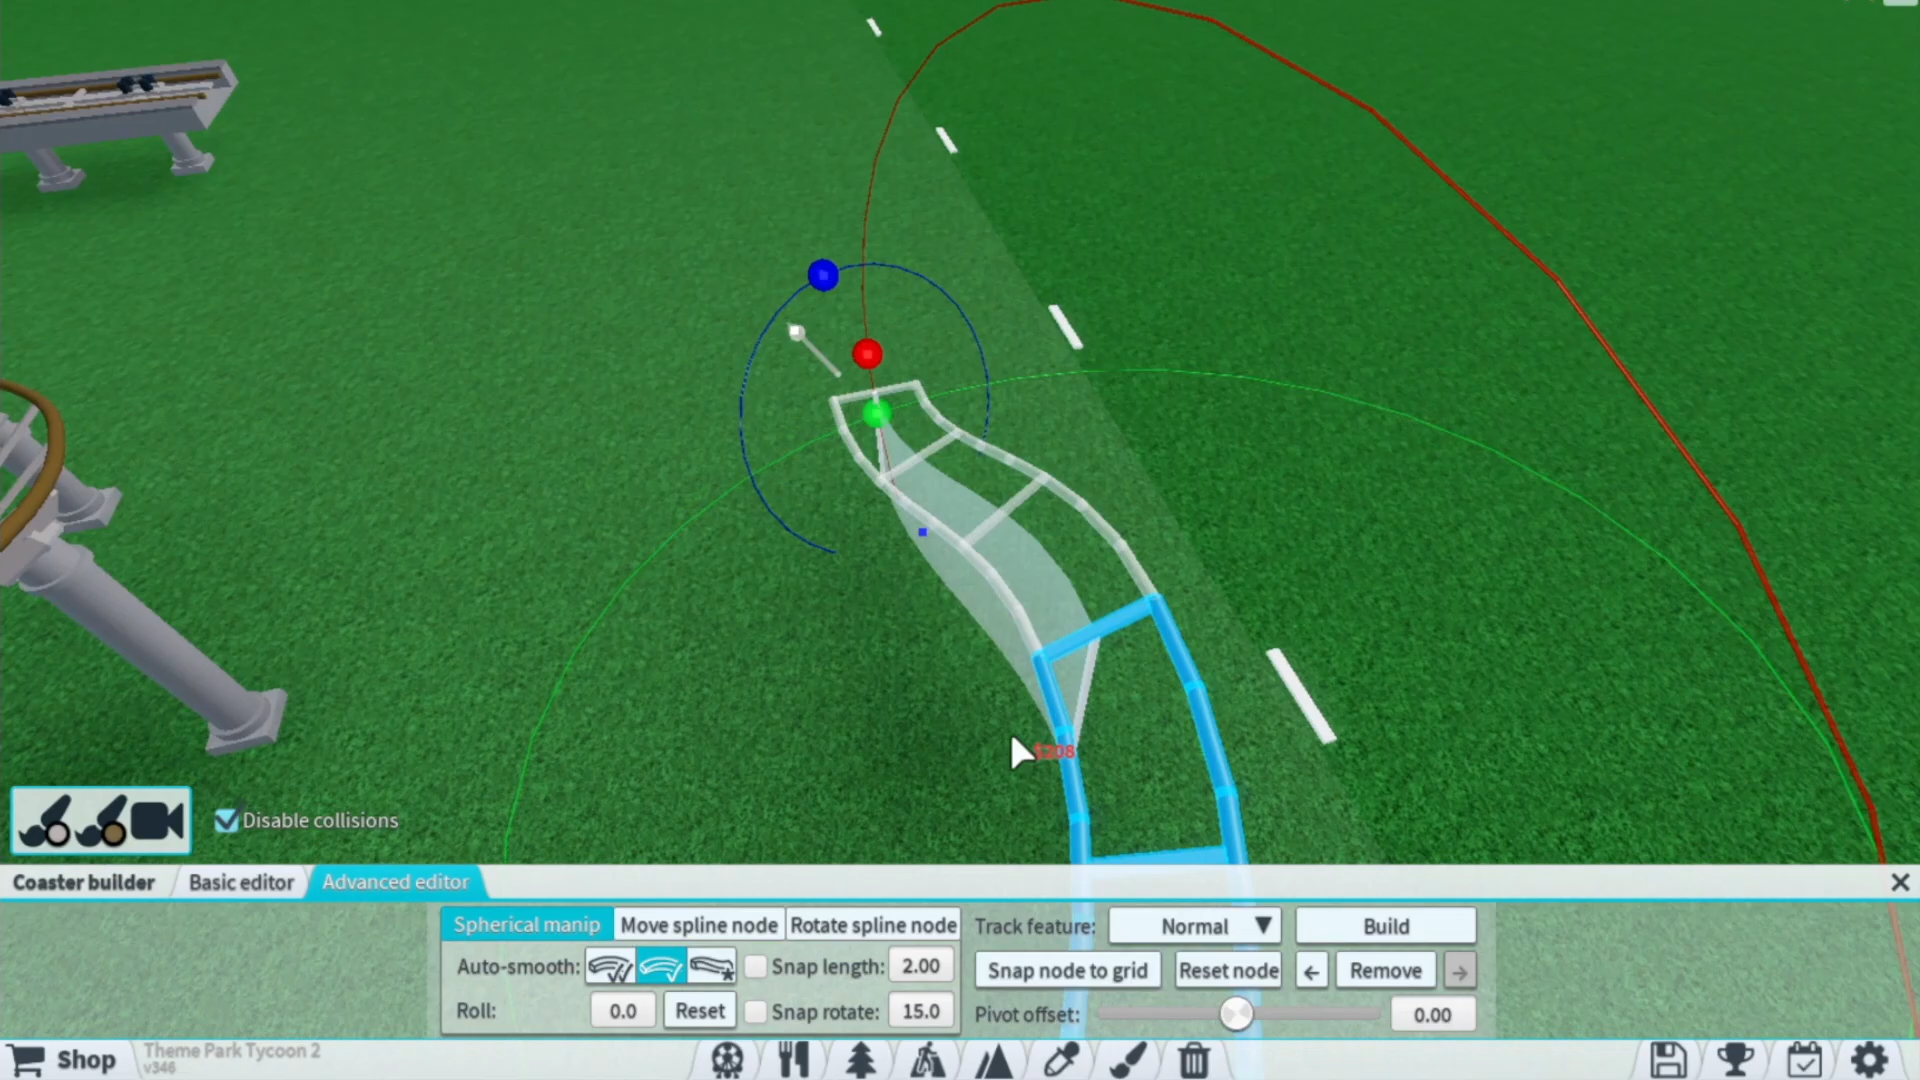 $208
Disable collisions
Coaster builder
Basic editor
Advanced editor
Spherical manip
Move spline node
Rotate spline node
Track feature:
Normal
Build
Auto-smooth:
Snap length:
2.00
Snap node to grid
Reset node
Remove
Roll:
0.0
Reset
Snap rotate:
15.0
Pivot offset:
0.00
Shop
Theme Park Tycoon 2
v346